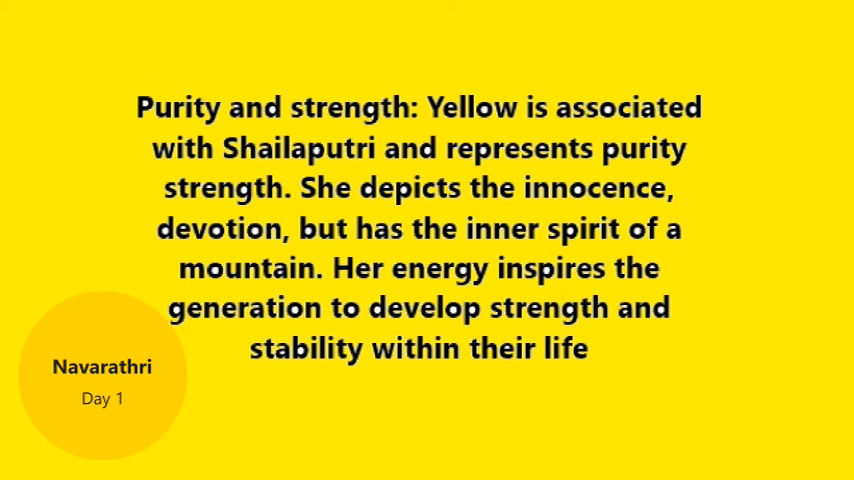 Purity and strength: Yellow is associated
with Shailaputri and represents purity
strength. She depicts the innocence,
devotion, but has the inner spirit of a
mountain. Her energy inspires the
generation to develop strength and
stability within their life
Navarathri
Day 1